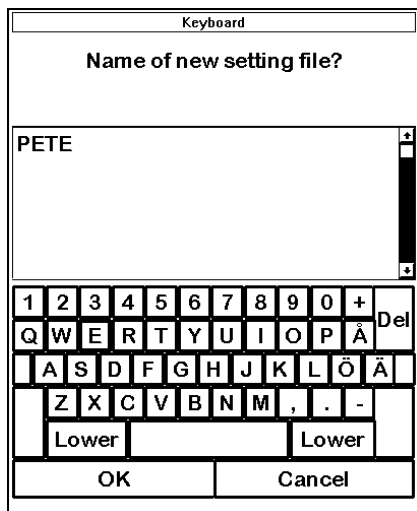 Keyboard
Name of new setting file?
PETE
1 2 3 4 5 6 7 8 9 0 +
Q W E R T Y U I O P Å Del
A S D F G H J K L Ö Ä
Z X C V B N M , . -
Lower Lower
OK Cancel